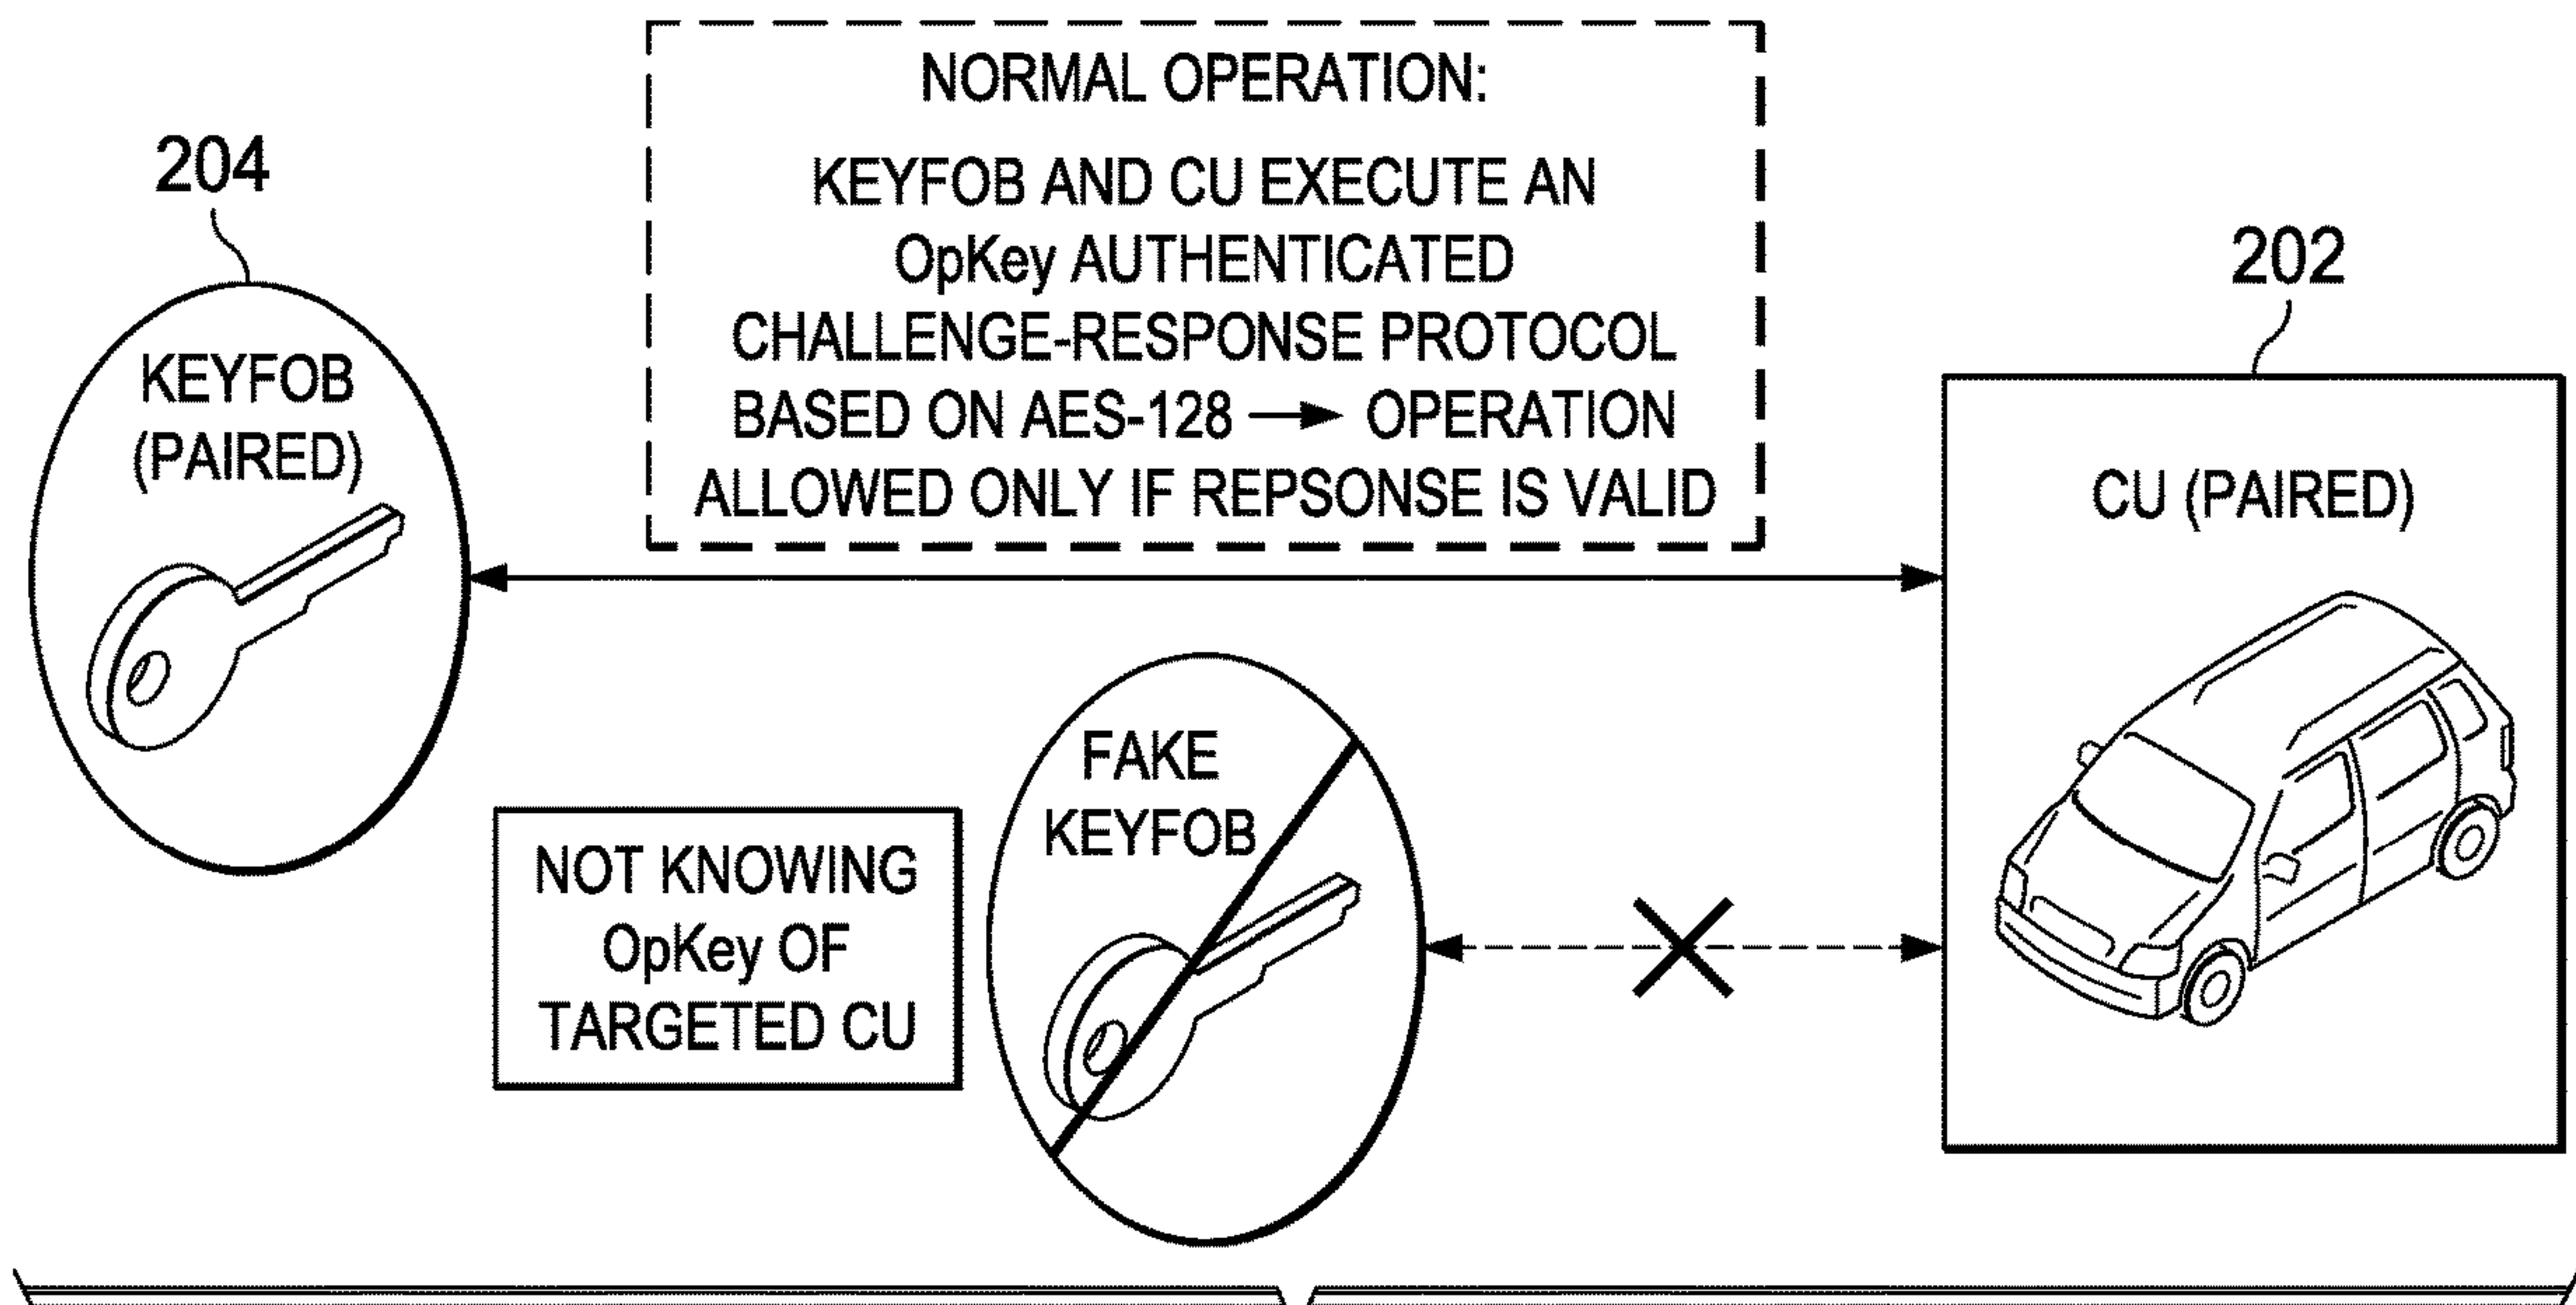 NORMAL OPERATION:
KEYFOB AND CU EXECUTE AN
OpKey AUTHENTICATED
CHALLENGE-RESPONSE PROTOCOL
BASED ON AES-128 → OPERATION
ALLOWED ONLY IF REPSONSE IS VALID
204
KEYFOB
(PAIRED)
202
CU (PAIRED)
FAKE
KEYFOB
NOT KNOWING
OpKey OF
TARGETED CU